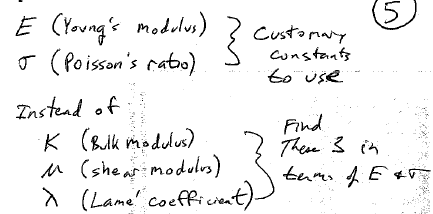 5
E (Young's modulus)
σ (Poisson's ratio)
Customary
constants
to use
Instead of
K (Bulk modulus)
μ (shear modulus)
λ (Lame' coefficient)
Find
These 3 in
terms of E & σ